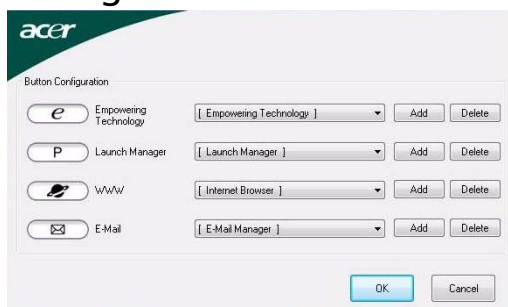 acer
Button Configuration
e Empowering Technology [ Empowering Technology ] Add Delete
P Launch Manager [ Launch Manager ] Add Delete
WWW [ Internet Browser ] Add Delete
E-Mail [ E-Mail Manager ] Add Delete
OK Cancel